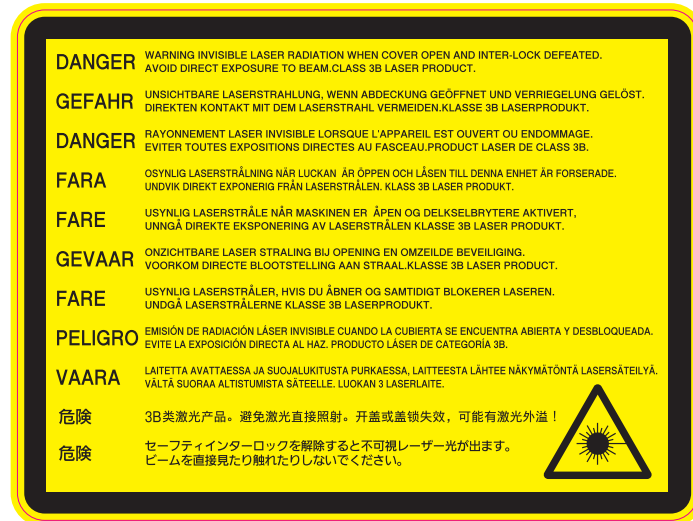 DANGER
WARNING INVISIBLE LASER RADIATION WHEN COVER OPEN AND INTER-LOCK DEFEATED.
AVOID DIRECT EXPOSURE TO BEAM.CLASS 3B LASER PRODUCT.
GEFAHR
UNSICHTBARE LASERSTRAHLUNG, WENN ABDECKUNG GEÖFFNET UND VERRIEGELUNG GELÖST.
DIREKTEN KONTAKT MIT DEM LASERSTRAHL VERMEIDEN.KLASSE 3B LASERPRODUKT.
DANGER
RAYONNEMENT LASER INVISIBLE LORSQUE L'APPAREIL EST OUVERT OU ENDOMMAGE.
EVITER TOUTES EXPOSITIONS DIRECTES AU FASCEAU.PRODUCT LASER DE CLASS 3B.
FARA
OSYNLIG LASERSTRÅLNING NÄR LUCKAN ÄR ÖPPEN OCH LÅSEN TILL DENNA ENHET ÄR FORSERADE.
UNDVIK DIREKT EXPONERIG FRÅN LASERSTRÅLEN. KLASS 3B LASER PRODUKT.
FARE
USYNLIG LASERSTRÅLE NÅR MASKINEN ER ÅPEN OG DELKSELBRYTERE AKTIVERT,
UNNGÅ DIREKTE EKSPONERING AV LASERSTRÅLEN KLASSE 3B LASER PRODUKT.
GEVAAR
ONZICHTBARE LASER STRALING BIJ OPENING EN OMZEILDE BEVEILIGING.
VOORKOM DIRECTE BLOOTSTELLING AAN STRAAL.KLASSE 3B LASER PRODUCT.
FARE
USYNLIG LASERSTRÅLER, HVIS DU ÅBNER OG SAMTIDIGT BLOKERER LASEREN.
UNDGÅ LASERSTRÅLERNE KLASSE 3B LASERPRODUKT.
PELIGRO
EMISIÓN DE RADIACIÓN LÁSER INVISIBLE CUANDO LA CUBIERTA SE ENCUENTRA ABIERTA Y DESBLOQUEADA.
EVITE LA EXPOSICIÓN DIRECTA AL HAZ. PRODUCTO LÁSER DE CATEGORÍA 3B.
VAARA
LAITETTA AVATTAESSA JA SUOJALUKITUSTA PURKAESSA, LAITTEESTA LÄHTEE NÄKYMÄTÖNTÄ LASERSÄTEILYÄ.
VÄLTÄ SUORAA ALTISTUMISTA SÄTEELLE. LUOKAN 3 LASERLAITE.
危険
3B类激光产品。避免激光直接照射。开盖或盖锁失效，可能有激光外溢！
危険
セーフティインターロックを解除すると不可視レーザー光が出ます。
ビームを直接見たり触れたりしないでください。